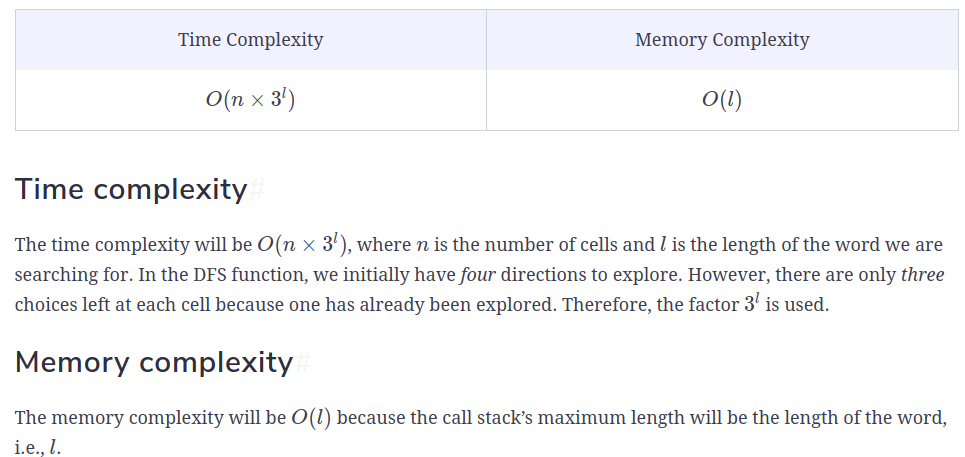 Time Complexity
Memory Complexity
O(n × 3^l)
O(l)
Time complexity#
The time complexity will be O(n × 3^l), where n is the number of cells and l is the length of the word we are
searching for. In the DFS function, we initially have four directions to explore. However, there are only three
choices left at each cell because one has already been explored. Therefore, the factor 3^l is used.
Memory complexity#
The memory complexity will be O(l) because the call stack’s maximum length will be the length of the word,
i.e., l.